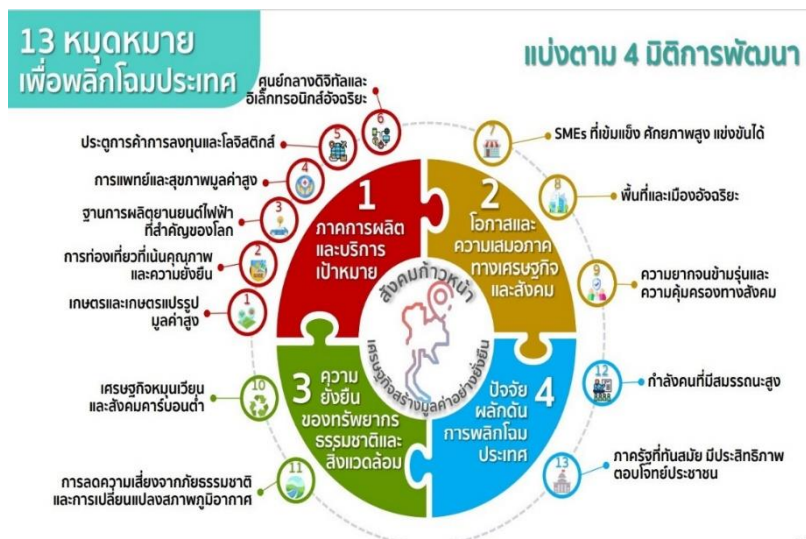 13 หมุดหมาย
เพื่อพลิกโฉมประเทศ
แบ่งตาม 4 มิติการพัฒนา
ศูนย์กลางดิจิทัลและ
อิเล็กทรอนิกส์อัจฉริยะ
6
ประตูการค้าการลงทุนและโลจิสติกส์
5
การแพทย์และสุขภาพมูลค่าสูง
4
ฐานการผลิตยานยนต์ไฟฟ้า
ที่สำคัญของโลก
3
การท่องเที่ยวที่เน้นคุณภาพ
และความยั่งยืน
2
เกษตรและเกษตรแปรรูป
มูลค่าสูง
1
1
ภาคการผลิต
และบริการ
เป้าหมาย
2
โอกาสและ
ความเสมอภาค
ทางเศรษฐกิจ
และสังคม
7
SMEs ที่เข้มแข็ง ศักยภาพสูง แข่งขันได้
8
พื้นที่และเมืองอัจฉริยะ
9
ความยากจนข้ามรุ่นและ
ความคุ้มครองทางสังคม
สังคมก้าวหน้า
เศรษฐกิจสร้างมูลค่าอย่างยั่งยืน
3 ความ
ยั่งยืน
ของทรัพยากร
ธรรมชาติและ
สิ่งแวดล้อม
10
เศรษฐกิจหมุนเวียน
และสังคมคาร์บอนต่ำ
11
การลดความเสี่ยงจากภัยธรรมชาติ
และการเปลี่ยนแปลงสภาพภูมิอากาศ
ปัจจัย 4
ผลักดัน
การพลิกโฉม
ประเทศ
12
กำลังคนที่มีสมรรถนะสูง
13
ภาครัฐที่ทันสมัย มีประสิทธิภาพ
ตอบโจทย์ประชาชน